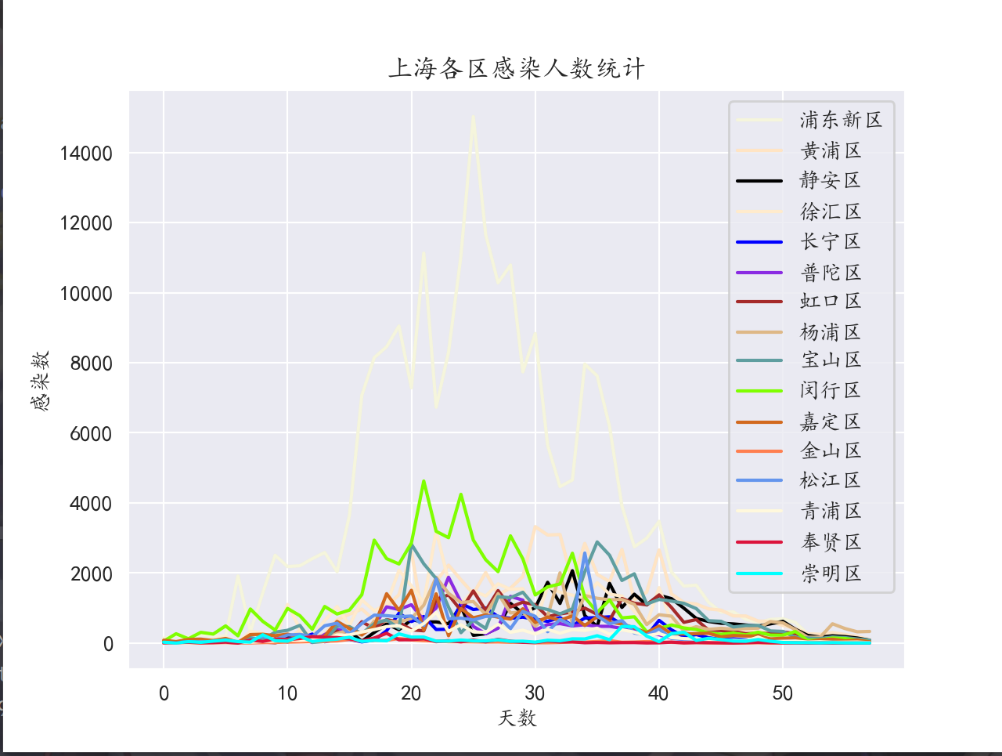 上海各区感染人数统计
浦东新区
黄浦区
静安区
徐汇区
长宁区
普陀区
虹口区
杨浦区
宝山区
闵行区
嘉定区
金山区
松江区
青浦区
奉贤区
崇明区
感染数
14000
12000
10000
8000
6000
4000
2000
0
0 10 20 30 40 50
天数